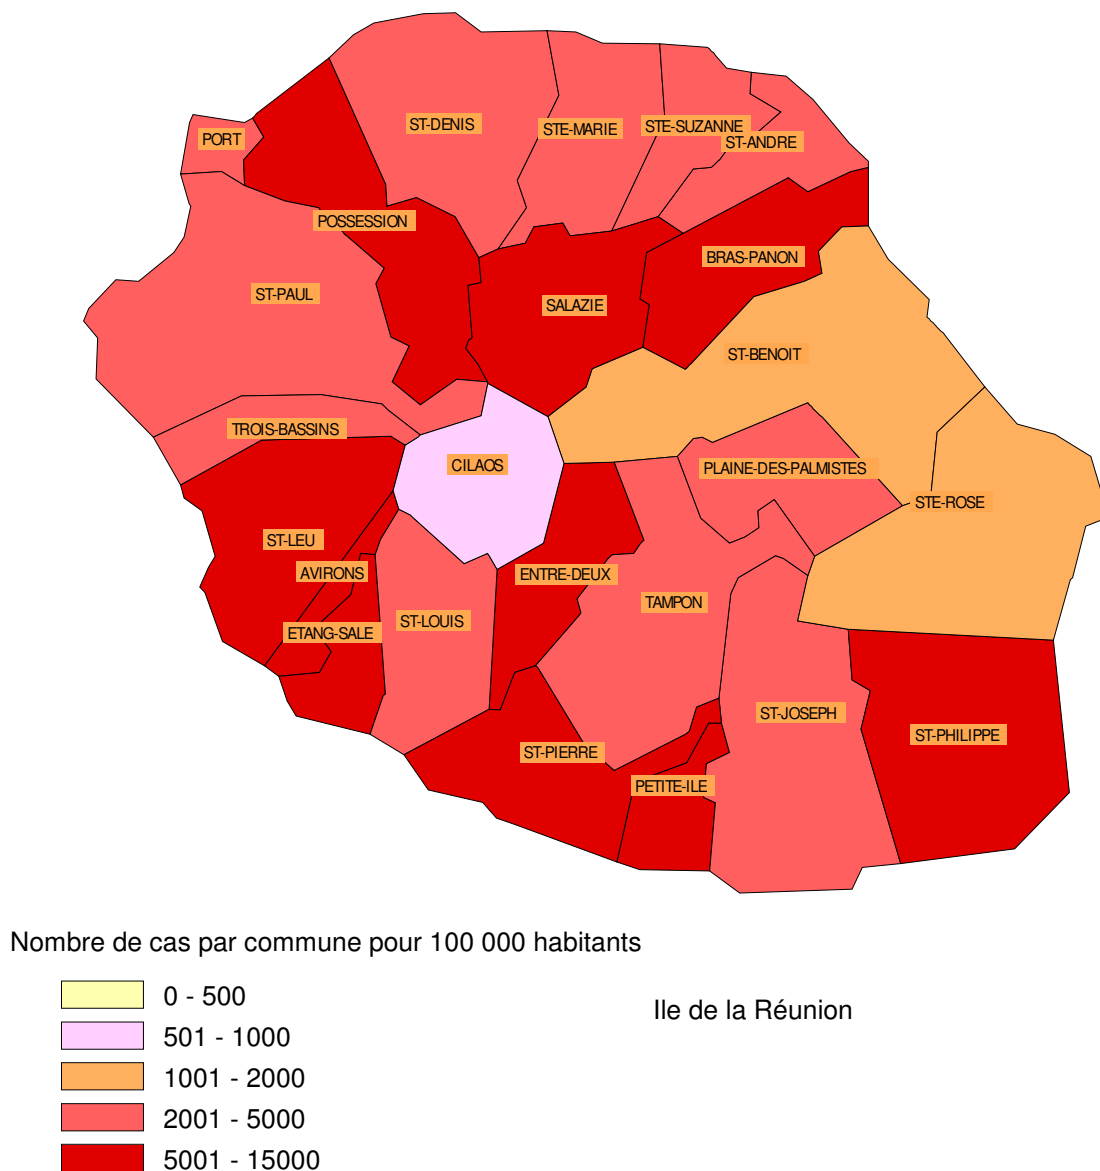 ST-DENIS
STE-MARIE
STE-SUZANNE
PORT
ST-ANDRE
POSSESSION
BRAS-PANON
ST-PAUL
SALAZIE
ST-BENOIT
TROIS-BASSINS
CILAOS
PLAINE-DES-PALMISTES
STE-ROSE
ST-LEU
AVIRONS
ENTRE-DEUX
TAMPON
ST-LOUIS
ETANG-SALE
ST-JOSEPH
ST-PHILIPPE
ST-PIERRE
PETITE-ILE
Nombre de cas par commune pour 100 000 habitants
0 - 500
Ile de la Réunion
501 - 1000
1001 - 2000
2001 - 5000
5001 - 15000